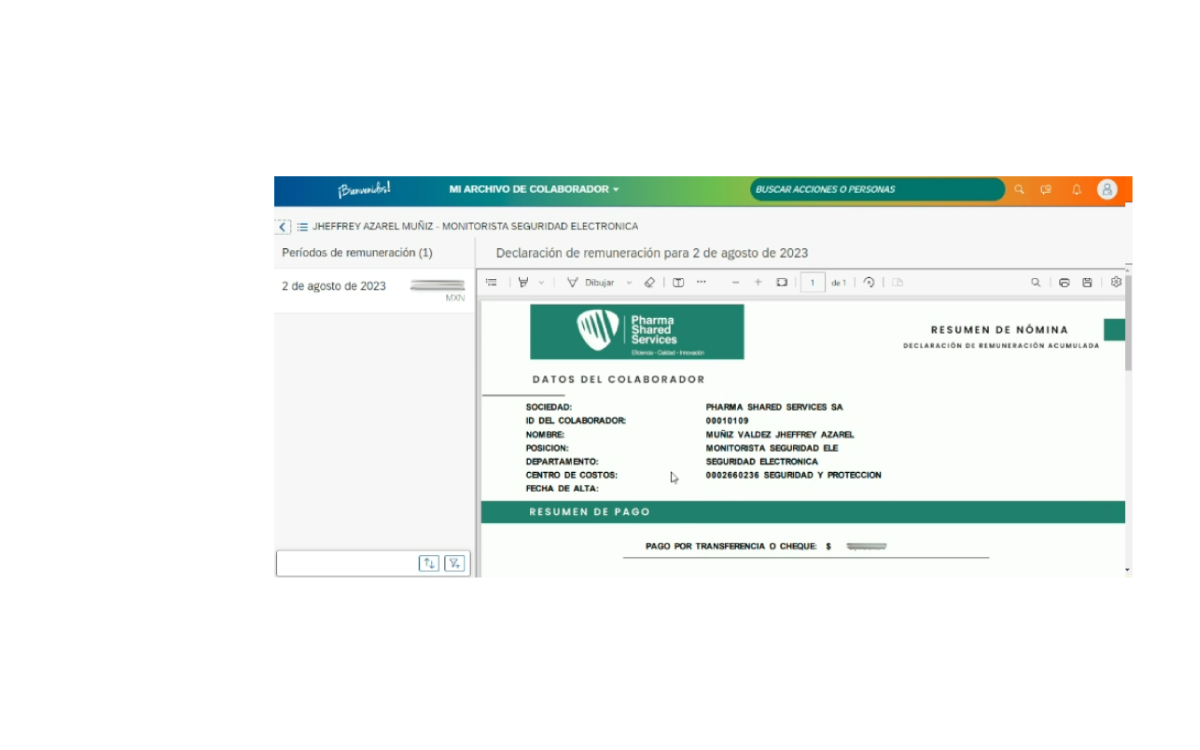 ¡Bienvenidos!
MI ARCHIVO DE COLABORADOR
BUSCAR ACCIONES O PERSONAS
JHEFFREY AZAREL MUÑIZ - MONITORISTA SEGURIDAD ELECTRONICA
Períodos de remuneración (1)
Declaración de remuneración para 2 de agosto de 2023
2 de agosto de 2023
MXN
Dibujar
1 de 1
Pharma
Shared
Services
Eficiencia - Calidad - Innovación
RESUMEN DE NÓMINA
DECLARACIÓN DE REMUNERACIÓN ACUMULADA
DATOS DEL COLABORADOR
SOCIEDAD: PHARMA SHARED SERVICES SA
ID DEL COLABORADOR: 00010109
NOMBRE: MUÑIZ VALDEZ JHEFFREY AZAREL
POSICION: MONITORISTA SEGURIDAD ELE
DEPARTAMENTO: SEGURIDAD ELECTRONICA
CENTRO DE COSTOS: 0002660236 SEGURIDAD Y PROTECCION
FECHA DE ALTA:
RESUMEN DE PAGO
PAGO POR TRANSFERENCIA O CHEQUE: $